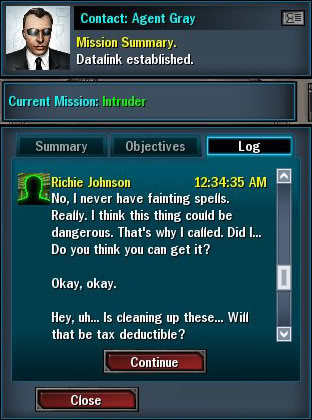 Contact: Agent Gray
Mission Summary.
Datalink established.
Current Mission: Intruder
Summary
Objectives
Log
Richie Johnson 12:34:35 AM
No, I never have fainting spells.
Really. I think this thing could be
dangerous. That's why I called. Did I...
Do you think you can get it?
Okay, okay.
Hey, uh... Is cleaning up these... Will
that be tax deductible?
Continue
Close